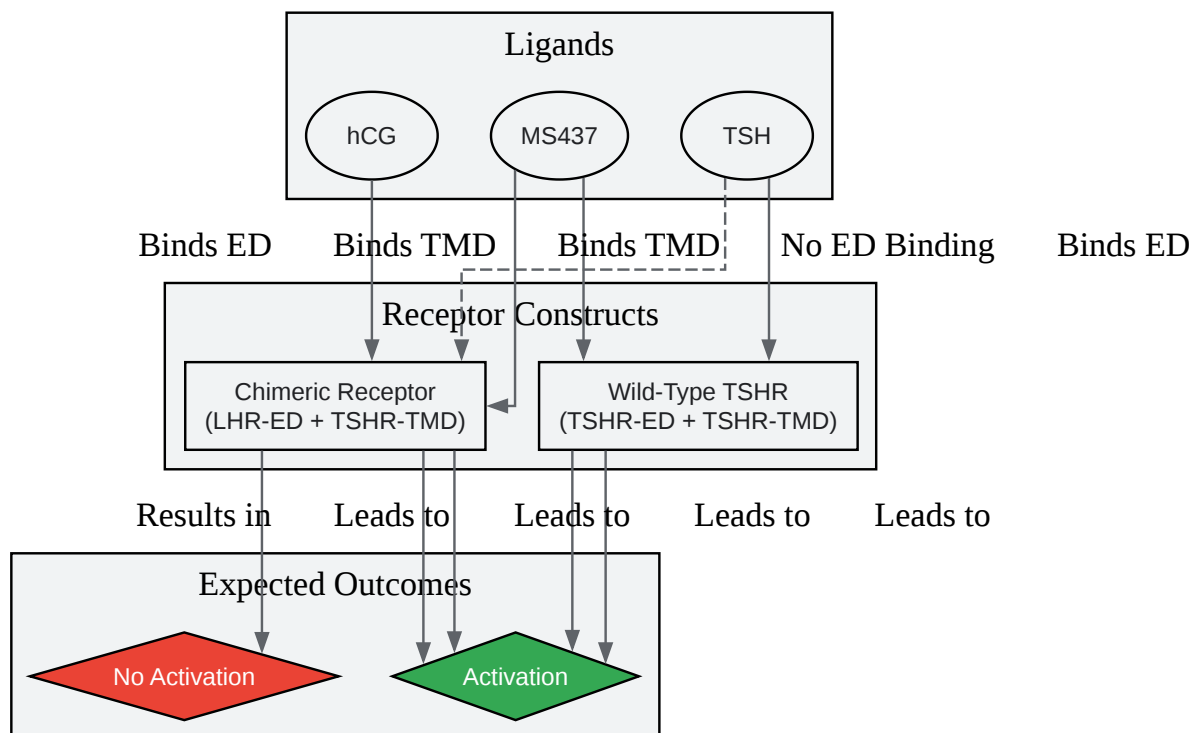 Ligands
hCG
MS437
TSH
Binds ED
Binds TMD
Binds TMD
No ED Binding
Binds ED
Receptor Constructs
Chimeric Receptor
(LHR-ED + TSHR-TMD)
Wild-Type TSHR
(TSHR-ED + TSHR-TMD)
Results in
Leads to
Leads to
Leads to
Leads to
Expected Outcomes
No Activation
Activation